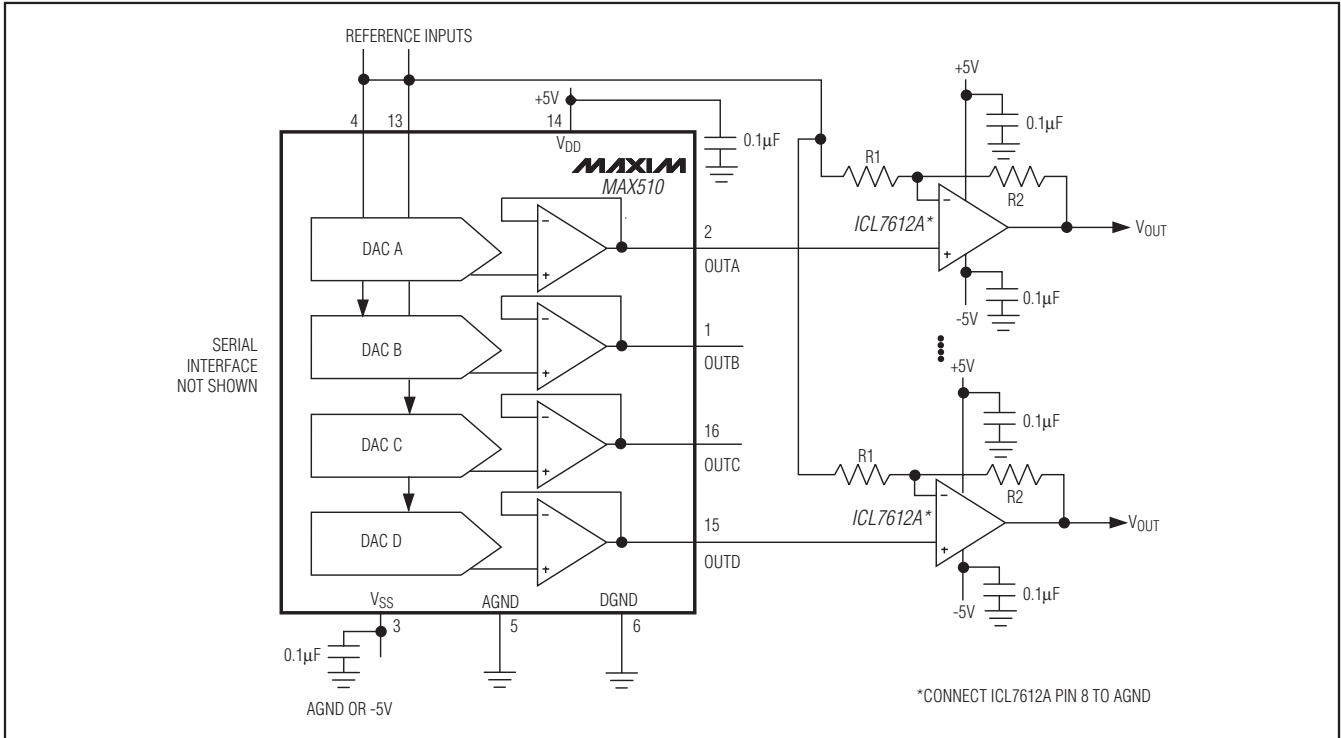 REFERENCE INPUTS
4
13
+5V
14
VDD
0.1µF
MAXIM
MAX510
DAC A
2
OUTA
DAC B
1
OUTB
DAC C
16
OUTC
DAC D
15
OUTD
SERIAL
INTERFACE
NOT SHOWN
VSS
3
AGND
5
DGND
6
0.1µF
AGND OR -5V
+5V
0.1µF
R1
R2
ICL7612A*
-
+
VOUT
0.1µF
-5V
+5V
0.1µF
R1
R2
ICL7612A*
-
+
VOUT
0.1µF
-5V
-
+
-
+
-
+
-
+
*CONNECT ICL7612A PIN 8 TO AGND